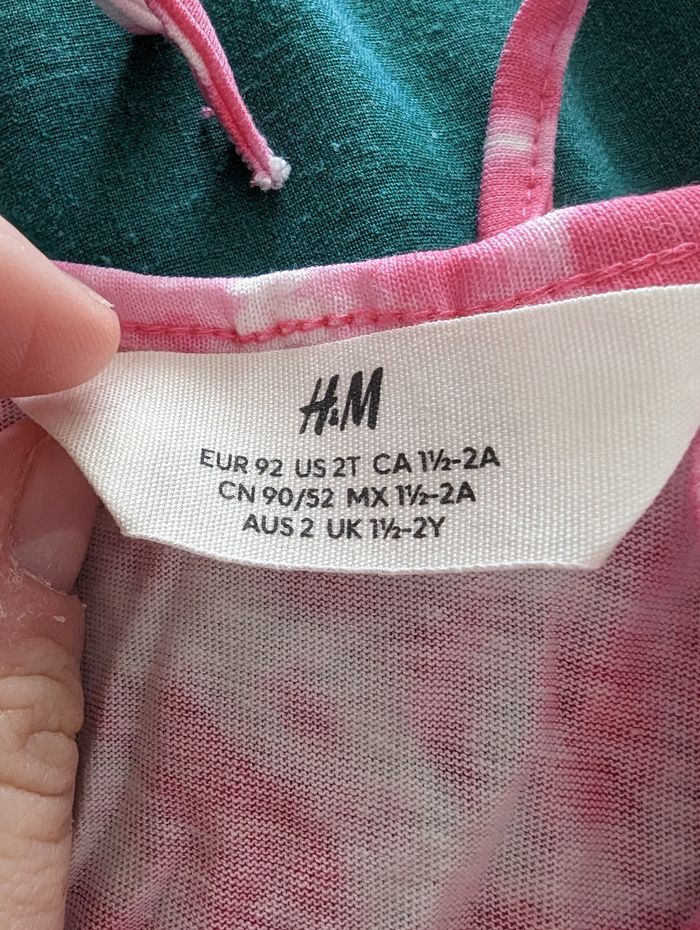 H&M
EUR 92 US 2T CA 1½-2A
CN 90/52 MX 1½-2A
AUS 2 UK 1½-2Y